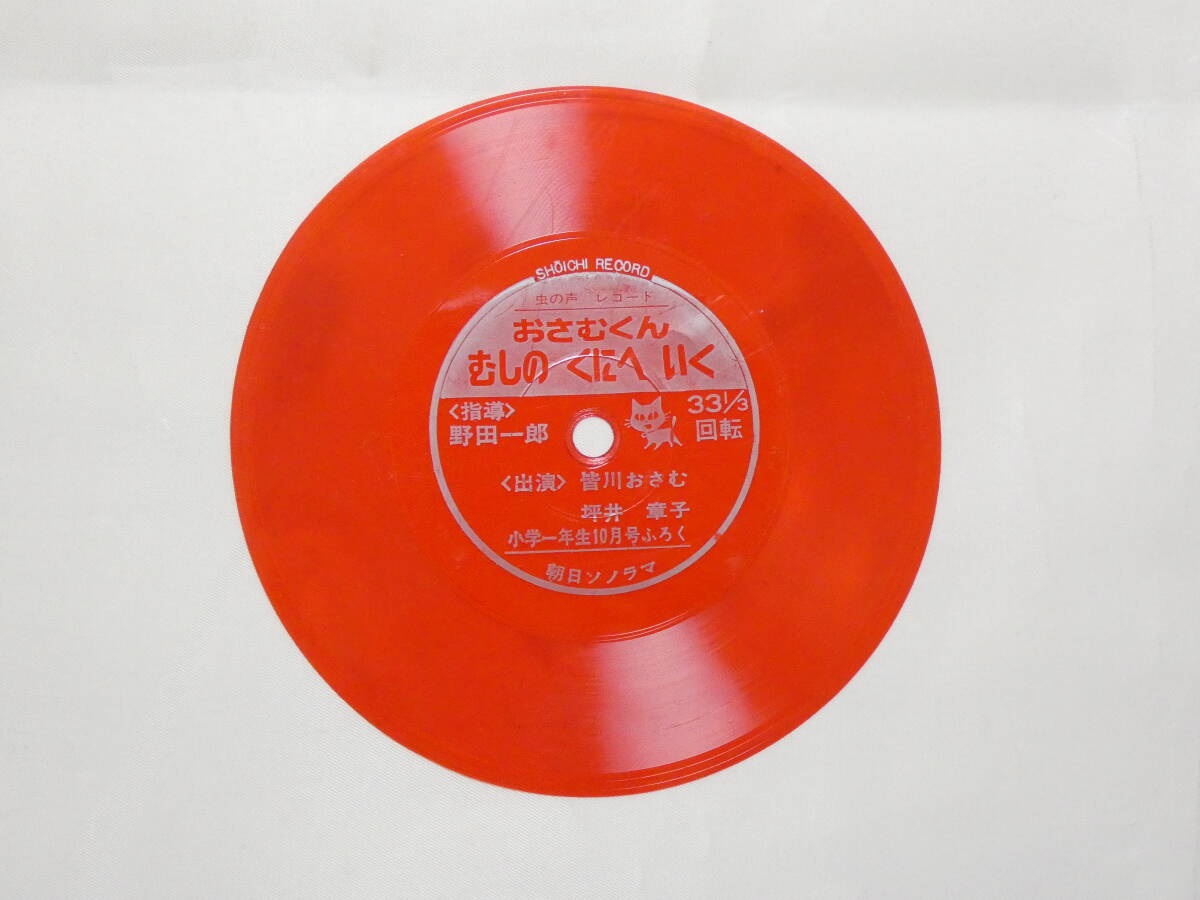 SHŌICHI RECORD
虫の声 レコード
おさむくん
むしの くにへ いく
〈指導〉
野田一郎
33 1/3
回転
〈出演〉 皆川おさむ
坪井 章子
小学一年生10月号ふろく
朝日ソノラマ